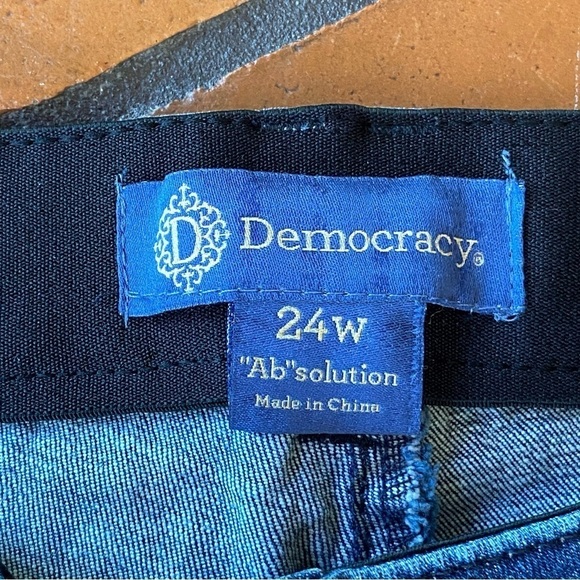 D Democracy®
24W
"Ab"solution
Made in China